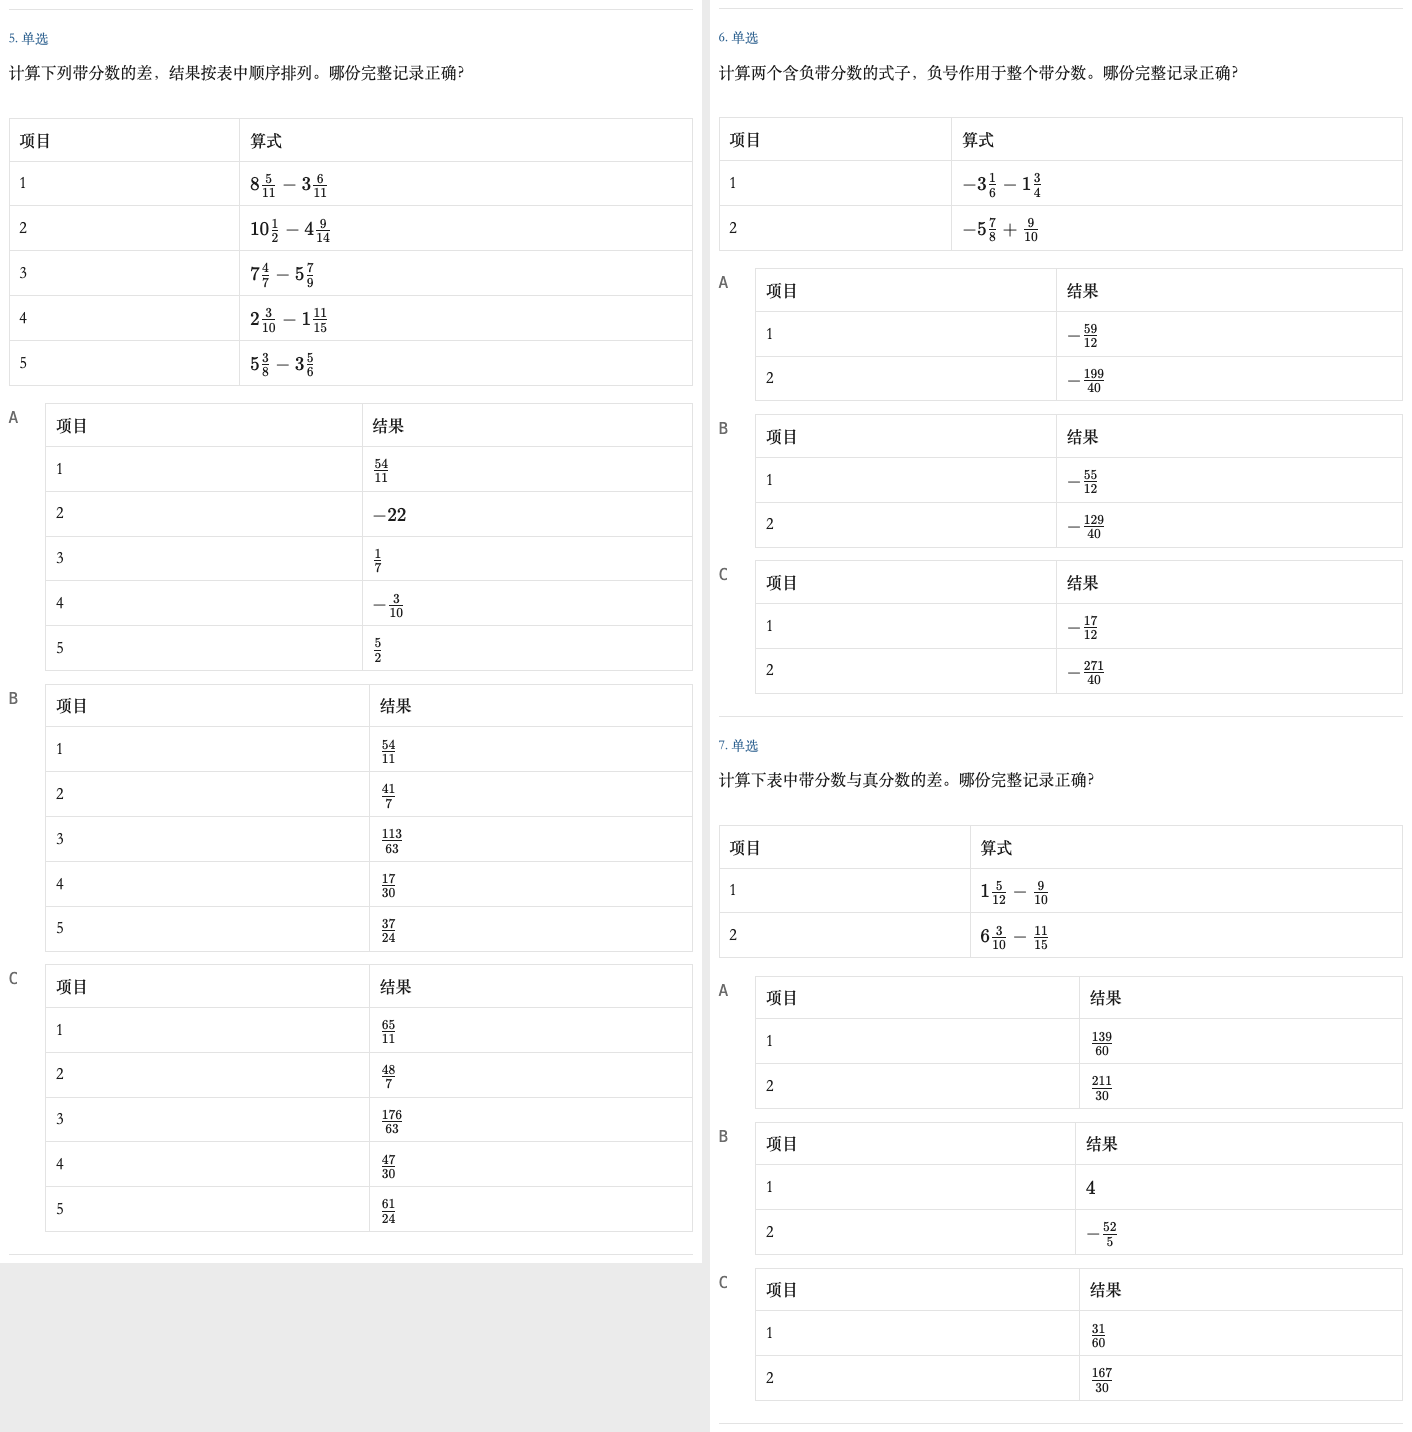 5. 单选
计算下列带分数的差，结果按表中顺序排列。哪份完整记录正确?
项目 算式
1 8 5/11 − 3 6/11
2 10 1/2 − 4 9/14
3 7 4/7 − 5 7/9
4 2 3/10 − 1 11/15
5 5 3/8 − 3 5/6
A
项目 结果
1 54/11
2 −22
3 1/7
4 −3/10
5 5/2
B
项目 结果
1 54/11
2 41/7
3 113/63
4 17/30
5 37/24
C
项目 结果
1 65/11
2 48/7
3 176/63
4 47/30
5 61/24
6. 单选
计算两个含负带分数的式子，负号作用于整个带分数。哪份完整记录正确?
项目 算式
1 −3 1/6 − 1 3/4
2 −5 7/8 + 9/10
A
项目 结果
1 −59/12
2 −199/40
B
项目 结果
1 −55/12
2 −129/40
C
项目 结果
1 −17/12
2 −271/40
7. 单选
计算下表中带分数与真分数的差。哪份完整记录正确?
项目 算式
1 1 5/12 − 9/10
2 6 3/10 − 11/15
A
项目 结果
1 139/60
2 211/30
B
项目 结果
1 4
2 −52/5
C
项目 结果
1 31/60
2 167/30